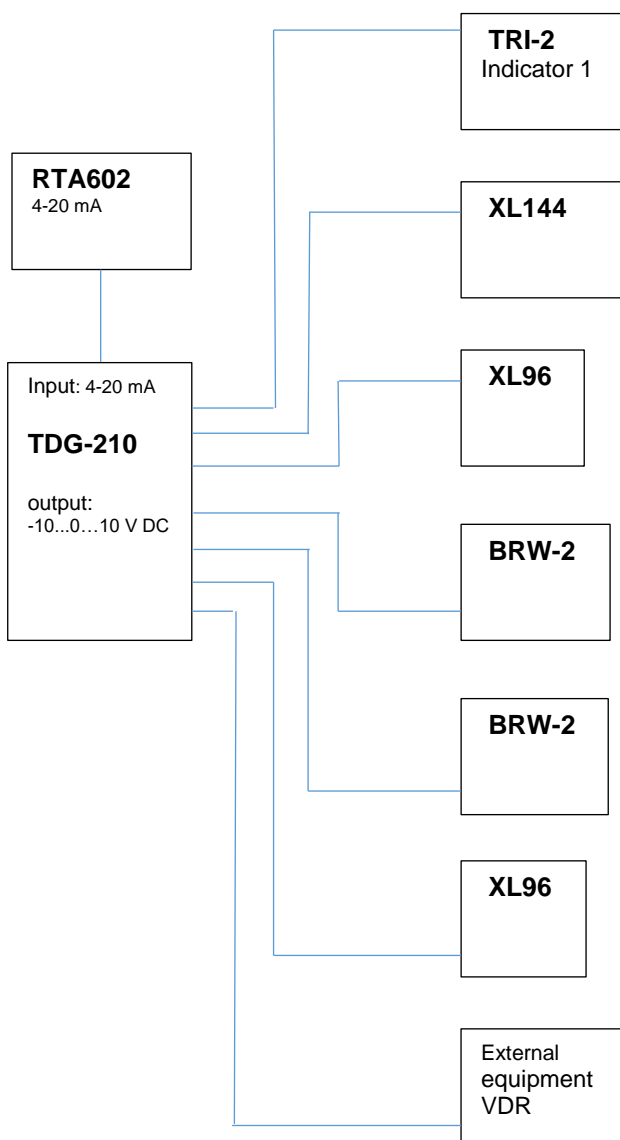 TRI-2
Indicator 1
RTA602
4-20 mA
XL144
XL96
Input: 4-20 mA
TDG-210
output:
-10...0…10 V DC
BRW-2
BRW-2
XL96
External
equipment
VDR